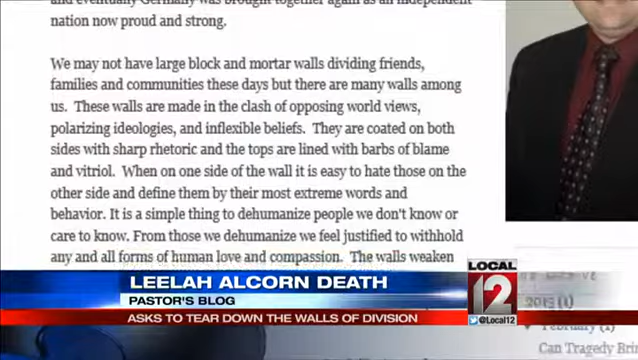 and eventually Germany was brought together again as an independent
nation now proud and strong.
We may not have large block and mortar walls dividing friends,
families and communities these days but there are many walls among
us. These walls are made in the clash of opposing world views,
polarizing ideologies, and inflexible beliefs. They are coated on both
sides with sharp rhetoric and the tops are lined with barbs of blame
and vitriol. When on one side of the wall it is easy to hate those on the
other side and define them by their most extreme words and
behavior. It is a simple thing to dehumanize people we don't know or
care to know. From those we dehumanize we feel justified to withhold
any and all forms of human love and compassion. The walls weaken
LEELAH ALCORN DEATH
PASTOR'S BLOG
ASKS TO TEAR DOWN THE WALLS OF DIVISION
LOCAL
12
@Local12
2015 (1)
February (1)
Can Tragedy Bri